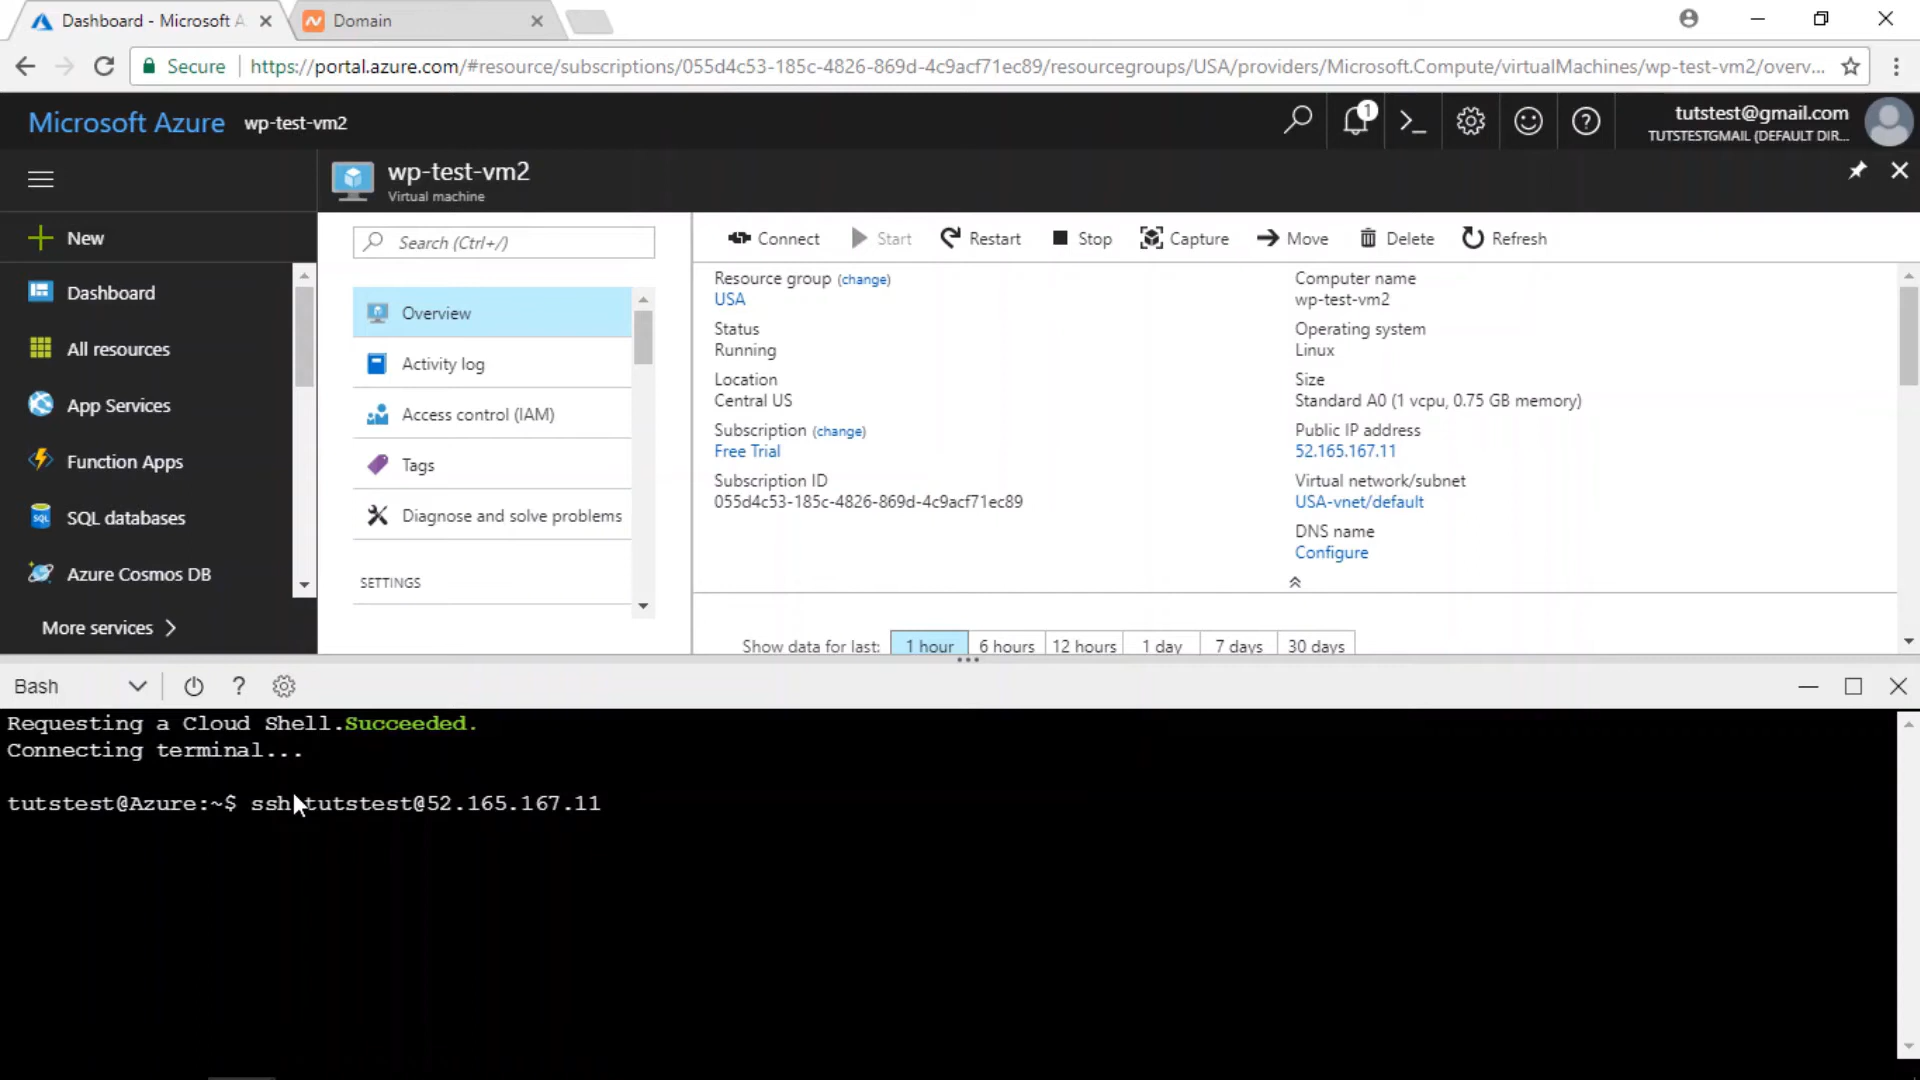 Dashboard - Microsoft A
Domain
Secure
https://portal.azure.com/#resource/subscriptions/055d4c53-185c-4826-869d-4c9acf71ec89/resourcegroups/USA/providers/Microsoft.Compute/virtualMachines/wp-test-vm2/overv...
Microsoft Azure wp-test-vm2
1
>_
?
tutstest@gmail.com
TUTSTESTGMAIL (DEFAULT DIR...
wp-test-vm2
Virtual machine
New
Dashboard
All resources
App Services
Function Apps
SQL databases
Azure Cosmos DB
More services
Search (Ctrl+/)
Overview
Activity log
Access control (IAM)
Tags
Diagnose and solve problems
SETTINGS
Connect Start Restart Stop Capture Move Delete Refresh
Resource group (change)
USA
Status
Running
Location
Central US
Subscription (change)
Free Trial
Subscription ID
055d4c53-185c-4826-869d-4c9acf71ec89
Computer name
wp-test-vm2
Operating system
Linux
Size
Standard A0 (1 vcpu, 0.75 GB memory)
Public IP address
52.165.167.11
Virtual network/subnet
USA-vnet/default
DNS name
Configure
Show data for last: 1 hour 6 hours 12 hours 1 day 7 days 30 days
Bash
?
Requesting a Cloud Shell.Succeeded.
Connecting terminal...
tutstest@Azure:~$ ssh tutstest@52.165.167.11